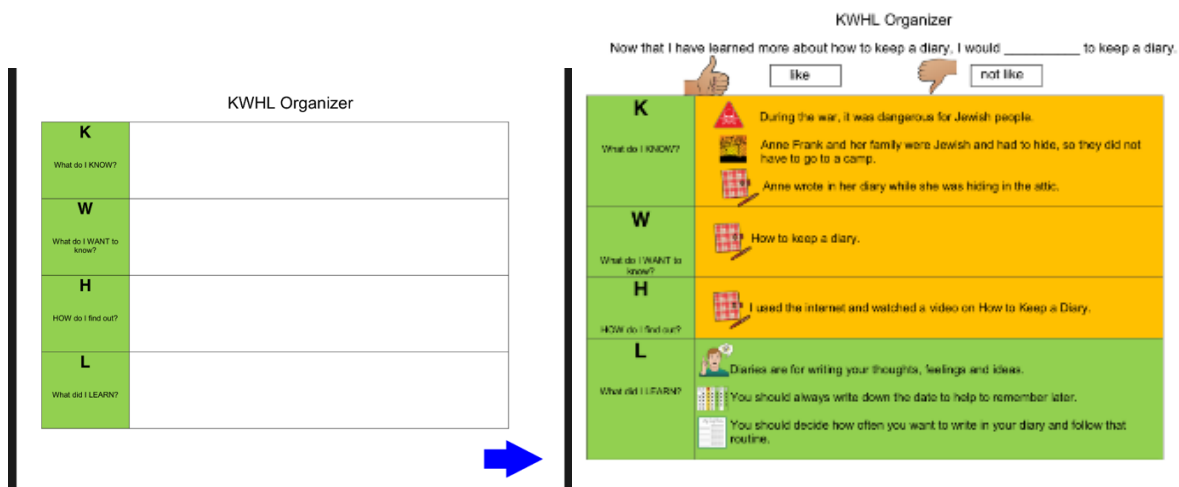 KWHL Organizer
K
What do I KNOW?
W
What do I WANT to
know?
H
HOW do I find out?
L
What did I LEARN?
KWHL Organizer
Now that I have learned more about how to keep a diary, I would __________ to keep a diary.
like
not like
K
What do I KNOW?
During the war, it was dangerous for Jewish people.
Anne Frank and her family were Jewish and had to hide, so they did not
have to go to a camp.
Anne wrote in her diary while she was hiding in the attic.
W
What do I WANT to
know?
How to keep a diary.
H
HOW do I find out?
I used the internet and watched a video on How to Keep a Diary.
L
What did I LEARN?
Diaries are for writing your thoughts, feelings and ideas.
You should always write down the date to help to remember later.
You should decide how often you want to write in your diary and follow that
routine.